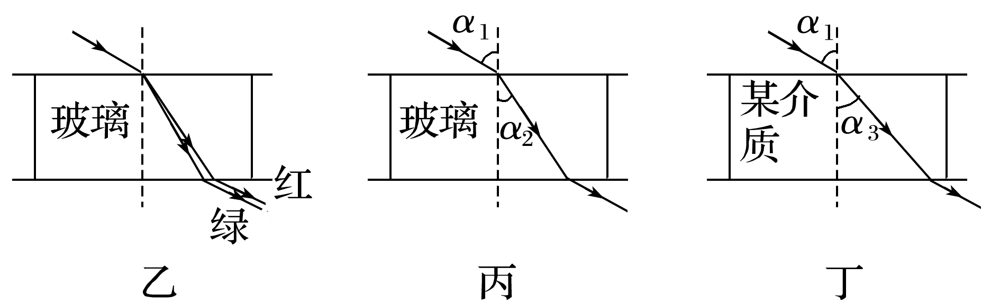 玻璃
红
绿
乙
α₁
玻璃
α₂
丙
α₁
某介
质
α₃
丁